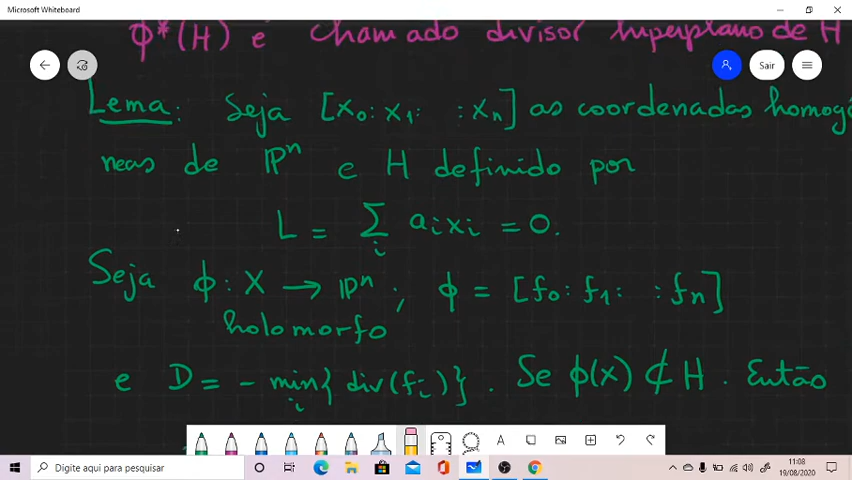 Microsoft Whiteboard
φ*(H) é chamado divisor hiperplano de H
Sair
Lema: Seja [x₀: x₁: :xₙ] as coordenadas homogê
neas de ℙⁿ e H definido por
L = ∑ᵢ aᵢxᵢ = 0.
Seja ϕ: X → ℙⁿ; ϕ = [f₀: f₁: :fₙ]
holomorfo
e D = - minᵢ{div(fᵢ)}. Se ϕ(X) ⊄ H. Então
Digite aqui para pesquisar
11:08
19/08/2020